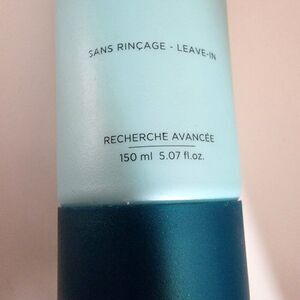 SANS RINÇAGE - LEAVE-IN
RECHERCHE AVANCÉE
150 ml 5.07 fl.oz.